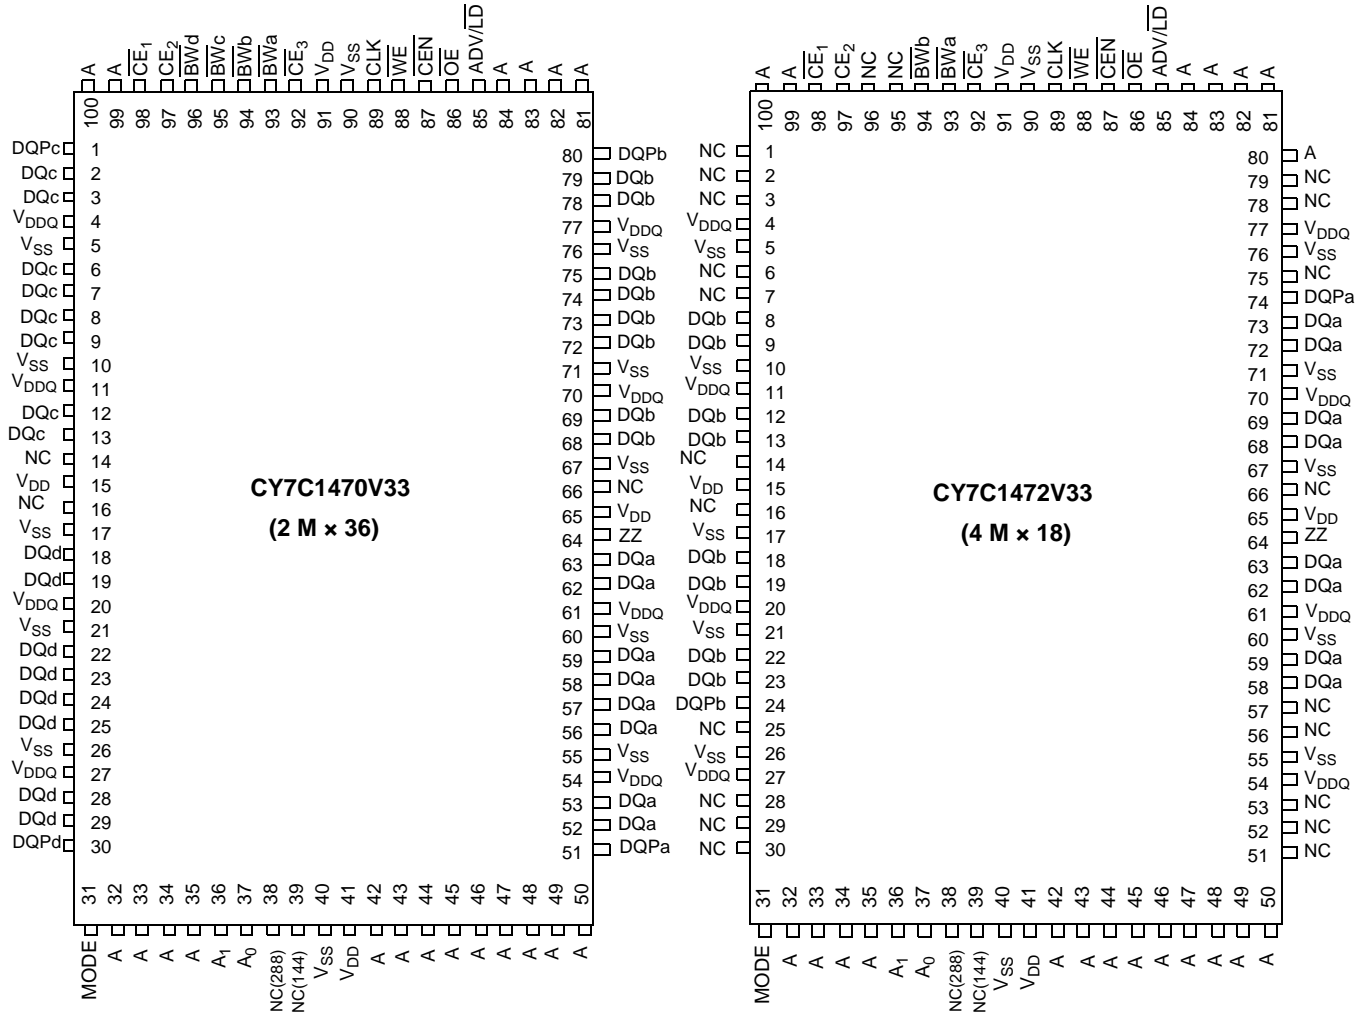 A A CE1 CE2 BWd BWc BWb BWa CE3 VDD VSS CLK WE CEN OE ADV/LD A A A A
100 99 98 97 96 95 94 93 92 91 90 89 88 87 86 85 84 83 82 81
DQPc 1
DQc 2
DQc 3
VDDQ 4
VSS 5
DQc 6
DQc 7
DQc 8
DQc 9
VSS 10
VDDQ 11
DQc 12
DQc 13
NC 14
VDD 15
NC 16
VSS 17
DQd 18
DQd 19
VDDQ 20
VSS 21
DQd 22
DQd 23
DQd 24
DQd 25
VSS 26
VDDQ 27
DQd 28
DQd 29
DQPd 30
CY7C1470V33
(2 M × 36)
80 DQPb
79 DQb
78 DQb
77 VDDQ
76 VSS
75 DQb
74 DQb
73 DQb
72 DQb
71 VSS
70 VDDQ
69 DQb
68 DQb
67 VSS
66 NC
65 VDD
64 ZZ
63 DQa
62 DQa
61 VDDQ
60 VSS
59 DQa
58 DQa
57 DQa
56 DQa
55 VSS
54 VDDQ
53 DQa
52 DQa
51 DQPa
31 32 33 34 35 36 37 38 39 40 41 42 43 44 45 46 47 48 49 50
MODE A A A A A1 A0 NC(288) NC(144) VSS VDD A A A A A A A A A
A A CE1 CE2 NC NC BWb BWa CE3 VDD VSS CLK WE CEN OE ADV/LD A A A A
100 99 98 97 96 95 94 93 92 91 90 89 88 87 86 85 84 83 82 81
NC 1
NC 2
NC 3
VDDQ 4
VSS 5
NC 6
NC 7
DQb 8
DQb 9
VSS 10
VDDQ 11
DQb 12
DQb 13
NC 14
VDD 15
NC 16
VSS 17
DQb 18
DQb 19
VDDQ 20
VSS 21
DQb 22
DQb 23
DQPb 24
NC 25
VSS 26
VDDQ 27
NC 28
NC 29
NC 30
CY7C1472V33
(4 M × 18)
80 A
79 NC
78 NC
77 VDDQ
76 VSS
75 NC
74 DQPa
73 DQa
72 DQa
71 VSS
70 VDDQ
69 DQa
68 DQa
67 VSS
66 NC
65 VDD
64 ZZ
63 DQa
62 DQa
61 VDDQ
60 VSS
59 DQa
58 DQa
57 NC
56 NC
55 VSS
54 VDDQ
53 NC
52 NC
51 NC
31 32 33 34 35 36 37 38 39 40 41 42 43 44 45 46 47 48 49 50
MODE A A A A A1 A0 NC(288) NC(144) VSS VDD A A A A A A A A A